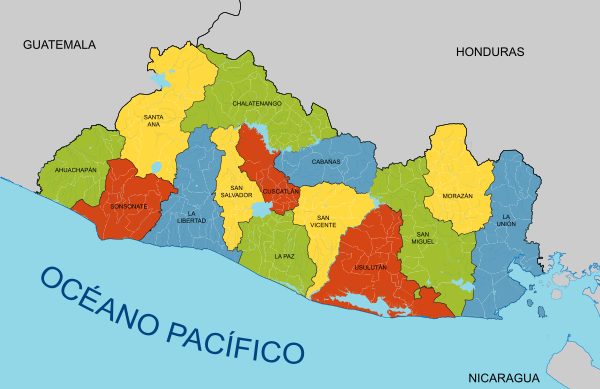 GUATEMALA
HONDURAS
CHALATENANGO
SANTA
ANA
CABAÑAS
AHUACHAPÁN
SAN
SALVADOR
CUSCATLÁN
MORAZÁN
SONSONATE
LA
LIBERTAD
SAN
VICENTE
LA
UNIÓN
SAN
MIGUEL
LA PAZ
USULUTÁN
OCÉANO PACÍFICO
NICARAGUA